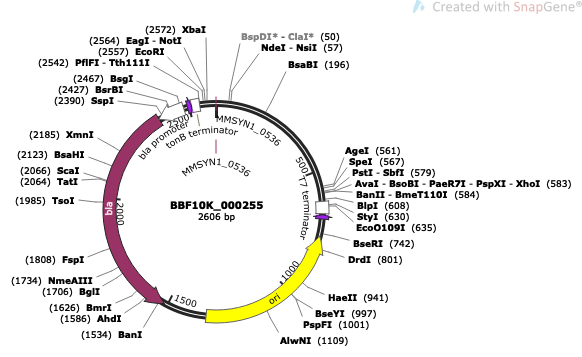 Created with SnapGene®
(2572) XbaI
(2564) EagI - NotI
(2557) EcoRI
(2542) PflFI - Tth111I
(2467) BsgI
(2427) BsrBI
(2390) SspI
(2185) XmnI
(2123) BsaHI
(2066) ScaI
(2064) TatI
(1985) TsoI
(1808) FspI
(1734) NmeAIII
(1706) BglI
(1626) BmrI
(1586) AhdI
(1534) BanI
BspDI* - ClaI* (50)
NdeI - NsiI (57)
BsaBI (196)
AgeI (561)
SpeI (567)
PstI - SbfI (579)
AvaI - BsoBI - PaeR7I - PspXI - XhoI (583)
BanII - BmeT110I (584)
BlpI (608)
StyI (630)
EcoO109I (635)
BseRI (742)
DrdI (801)
HaeII (941)
BseYI (997)
PspFI (1001)
AlwNI (1109)
MMSYN1_0536
MMSYN1_0536
bla promoter
tonB terminator
T7 terminator
bla
ori
500
1000
1500
2000
2500
BBF10K_000255
2606 bp